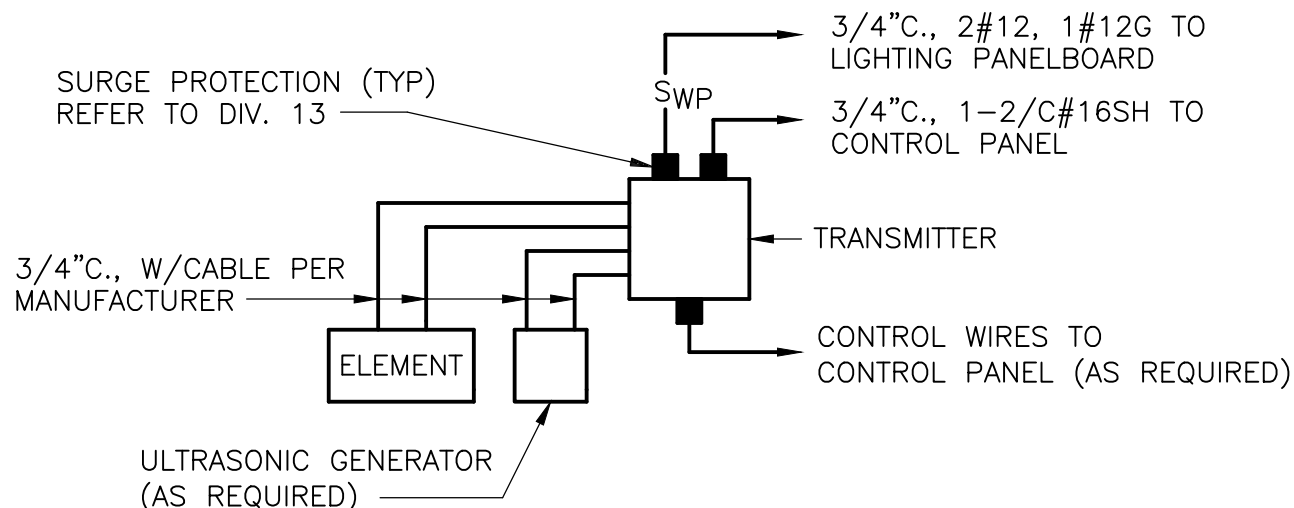 3/4"C., 2#12, 1#12G TO
LIGHTING PANELBOARD
SURGE PROTECTION (TYP)
REFER TO DIV. 13
SWP
3/4"C., 1-2/C#16SH TO
CONTROL PANEL
TRANSMITTER
3/4"C., W/CABLE PER
MANUFACTURER
CONTROL WIRES TO
CONTROL PANEL (AS REQUIRED)
ELEMENT
ULTRASONIC GENERATOR
(AS REQUIRED)